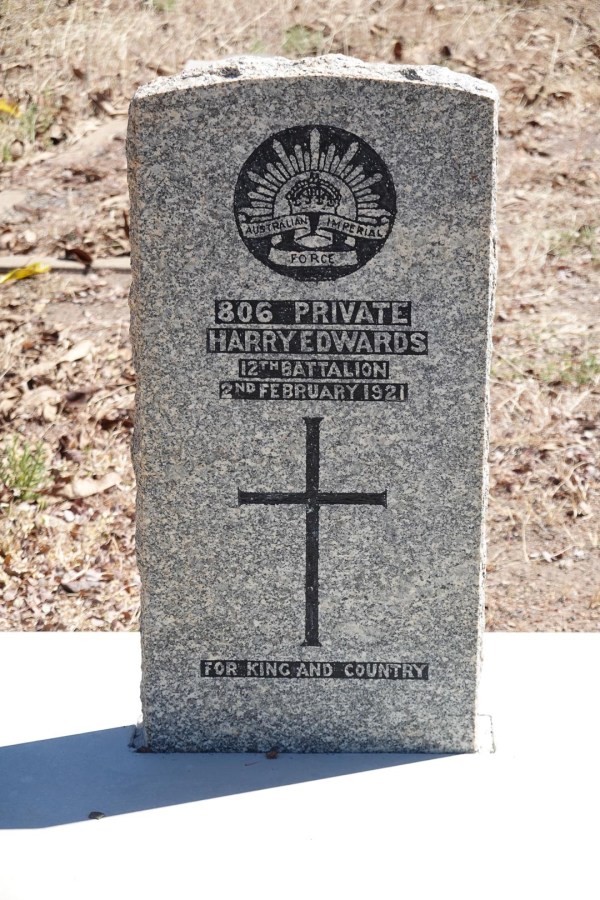 AUSTRALIAN IMPERIAL
FORCE
806 PRIVATE
HARRY EDWARDS
12TH BATTALION
2ND FEBRUARY 1921
FOR KING AND COUNTRY